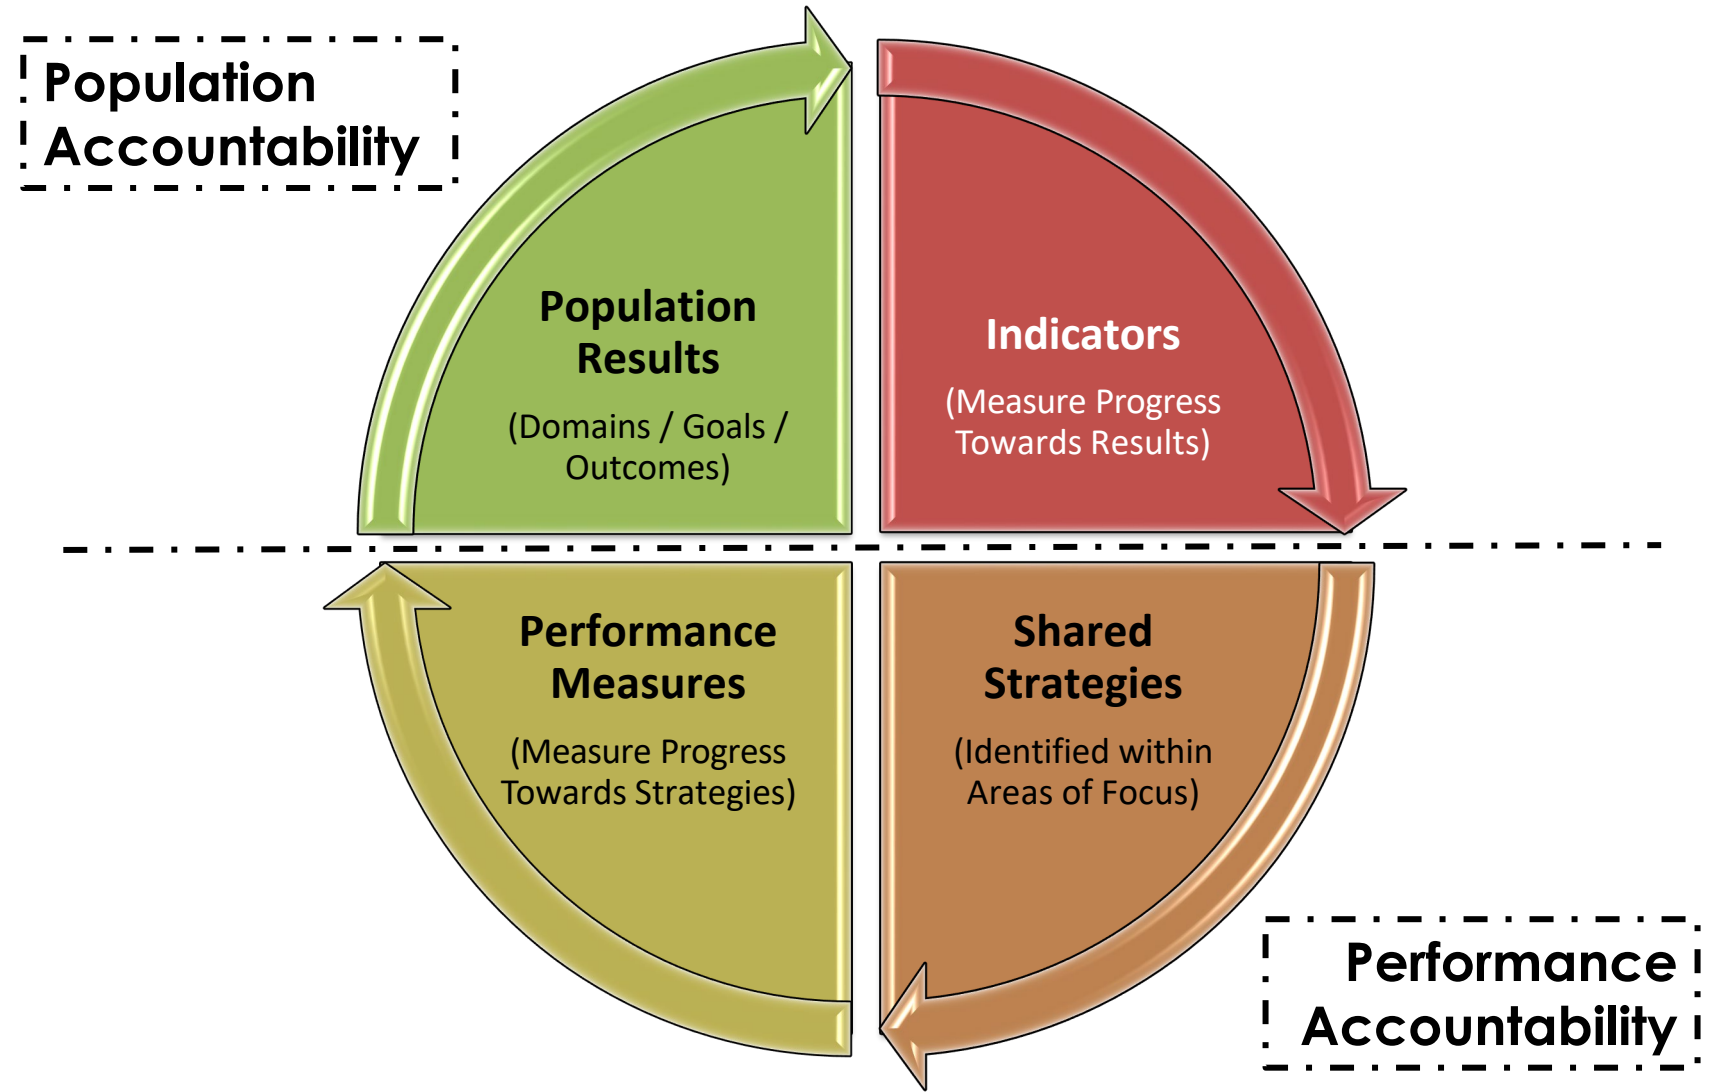 Population
Accountability
Population
Results
(Domains / Goals /
Outcomes)
Indicators
(Measure Progress
Towards Results)
Performance
Measures
(Measure Progress
Towards Strategies)
Shared
Strategies
(Identified within
Areas of Focus)
Performance
Accountability